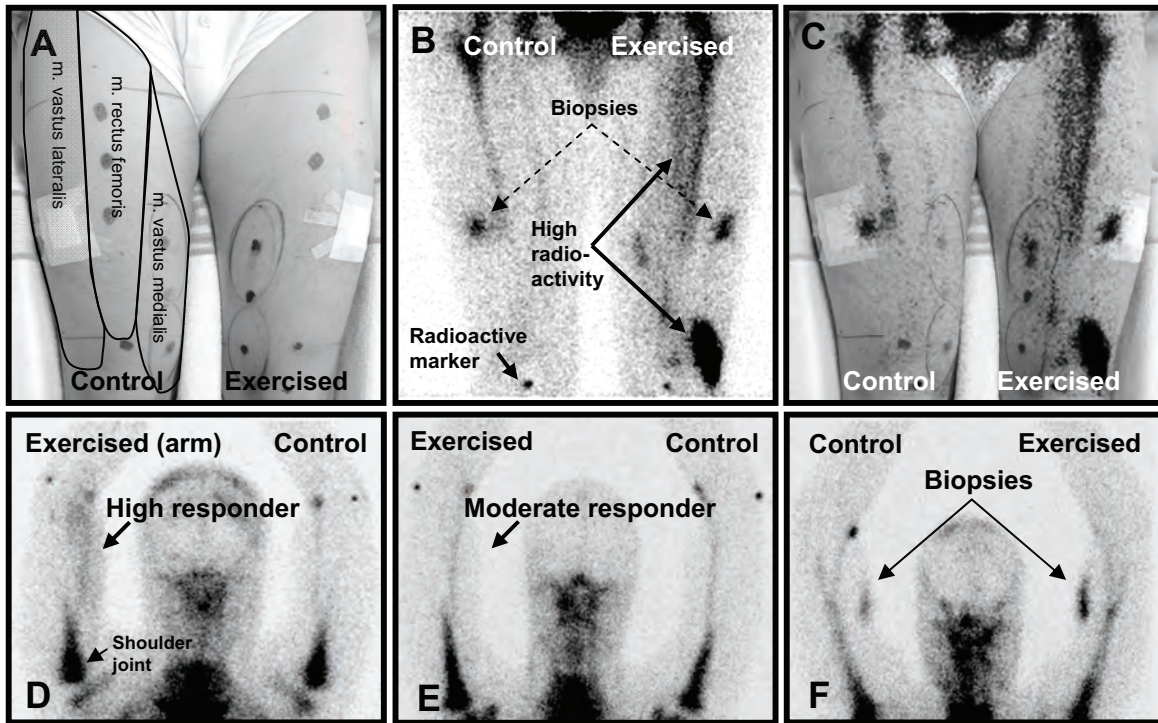 A
m. vastus lateralis
m. rectus femoris
m. vastus medialis
Control
Exercised
B
Control
Exercised
Biopsies
High
radio-
activity
Radioactive
marker
C
Control
Exercised
Exercised (arm)
Control
High responder
Shoulder
joint
D
Exercised
Control
Moderate responder
E
Control
Exercised
Biopsies
F